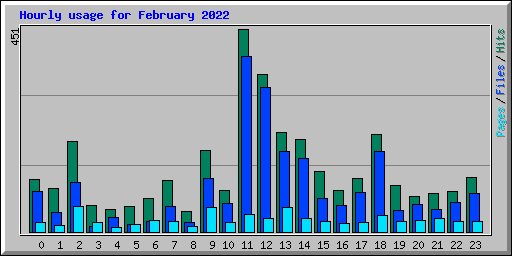 Hourly usage for February 2022
451
Pages/Files/Hits
0 1 2 3 4 5 6 7 8 9 10 11 12 13 14 15 16 17 18 19 20 21 22 23